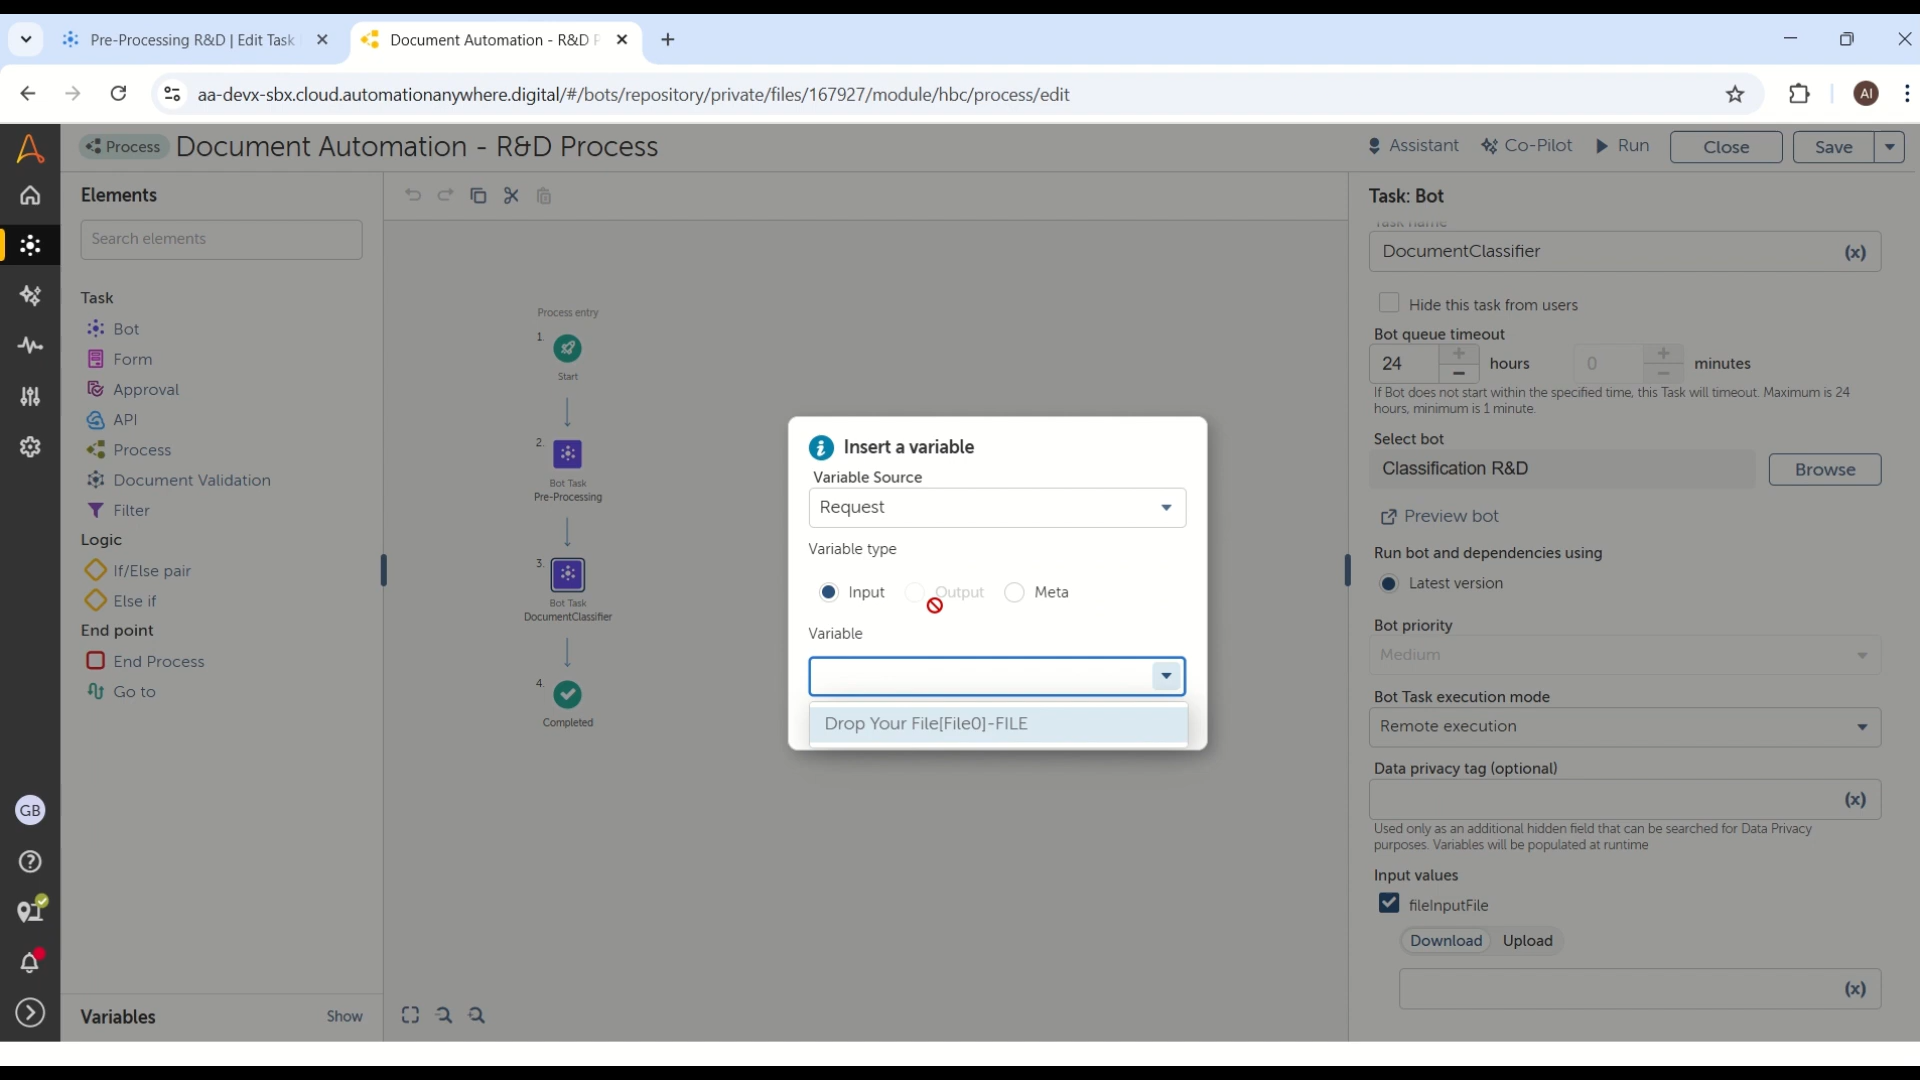 Pre-Processing R&D | Edit Task
Document Automation - R&D P
aa-devx-sbx.cloud.automationanywhere.digital/#/bots/repository/private/files/167927/module/hbc/process/edit
AI
Process
Document Automation - R&D Process
Assistant
Co-Pilot
Run
Close
Save
Elements
Search elements
Task
Bot
Form
Approval
API
Process
Document Validation
Filter
Logic
If/Else pair
Else if
End point
End Process
Go to
GB
Variables
Show
Process entry
1.
Start
2.
Bot Task
Pre-Processing
3.
Bot Task
DocumentClassifier
4.
Completed
Insert a variable
Variable Source
Request
Variable type
Input
Output
Meta
Variable
Drop Your File[File0]-FILE
Task: Bot
Task name
DocumentClassifier
(x)
Hide this task from users
Bot queue timeout
24
hours
0
minutes
If Bot does not start within the specified time, this Task will timeout. Maximum is 24
hours, minimum is 1 minute.
Select bot
Classification R&D
Browse
Preview bot
Run bot and dependencies using
Latest version
Bot priority
Medium
Bot Task execution mode
Remote execution
Data privacy tag (optional)
(x)
Used only as an additional hidden field that can be searched for Data Privacy
purposes. Variables will be populated at runtime
Input values
fileInputFile
Download
Upload
(x)